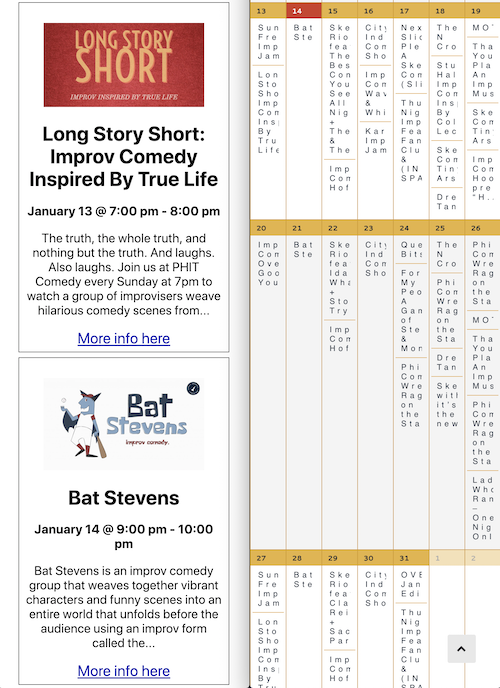 LONG STORY
SHORT
IMPROV INSPIRED BY TRUE LIFE
Long Story Short:
Improv Comedy
Inspired By True Life
January 13 @ 7:00 pm - 8:00 pm
The truth, the whole truth, and
nothing but the truth. And laughs.
Also laughs. Join us at PHIT
Comedy every Sunday at 7pm to
watch a group of improvisers weave
hilarious comedy scenes from...
More info here
Bat
Stevens
improv comedy.
Bat Stevens
January 14 @ 9:00 pm - 10:00
pm
Bat Stevens is an improv comedy
group that weaves together vibrant
characters and funny scenes into an
entire world that unfolds before the
audience using an improv form
called the...
More info here
13
Sun
Fre
Imp
Jam
Lon
Sto
Sho
Imp
Com
Ins
By
Tru
Life
14
Bat
Ste
15
Ske
Rio
fea
The
Bes
Con
You
See
All
Nig
+
The
&
The
Imp
Com
Hof
16
City
Ind
Com
Sho
Imp
Com
Wav
&
Whi
Kar
Imp
Jam
17
Nex
Slic
Ple
A
Ske
Com
(Sli
Thu
Nig
Imp
Fea
Fan
Clu
&
(IN
SPA
18
The
N
Cro
Stu
Hal
Imp
Com
Ins
By
Col
Lec
Ske
Com
Tin
Ars
Dre
Tan
19
MO'
Tha
You
Pla
An
Imp
Mus
Ske
Com
Tin
Ars
Imp
Com
Hoo
pre
"H..
20
Imp
Com
Ove
Goo
You
21
Bat
Ste
22
Ske
Rio
fea
Ida
Wha
+
Sto
Try
Imp
Com
Hof
23
City
Ind
Com
Sho
24
Que
Bits
For
My
Peo
A
Gan
of
Ste
&
Mon
Phi
Com
Wre
Rag
on
the
Sta
25
The
N
Cro
Phi
Com
Wre
Rag
on
the
Sta
Dre
Tan
Ske
wit
it's
the
new
26
Phi
Com
Wre
Rag
on
the
Sta
MO'
Tha
You
Pla
An
Imp
Mus
Phi
Com
Wre
Rag
on
the
Sta
Lad
Who
Ran
–
One
Nig
Onl
27
Sun
Fre
Imp
Jam
Lon
Sto
Sho
Imp
Com
Ins
By
Tru
28
Bat
Ste
29
Ske
Rio
fea
Cla
Rei
+
Sac
Par
Imp
Com
Hof
30
City
Ind
Com
Sho
31
OVE
Jan
Edi
Thu
Nig
Imp
Fea
Fan
Clu
&
(IN
SPA
1
2